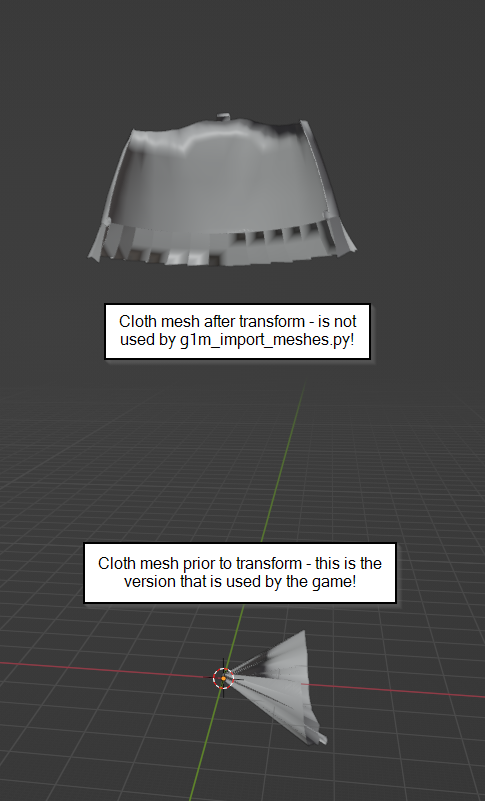 Cloth mesh after transform - is not
used by g1m_import_meshes.py!
Cloth mesh prior to transform - this is the
version that is used by the game!